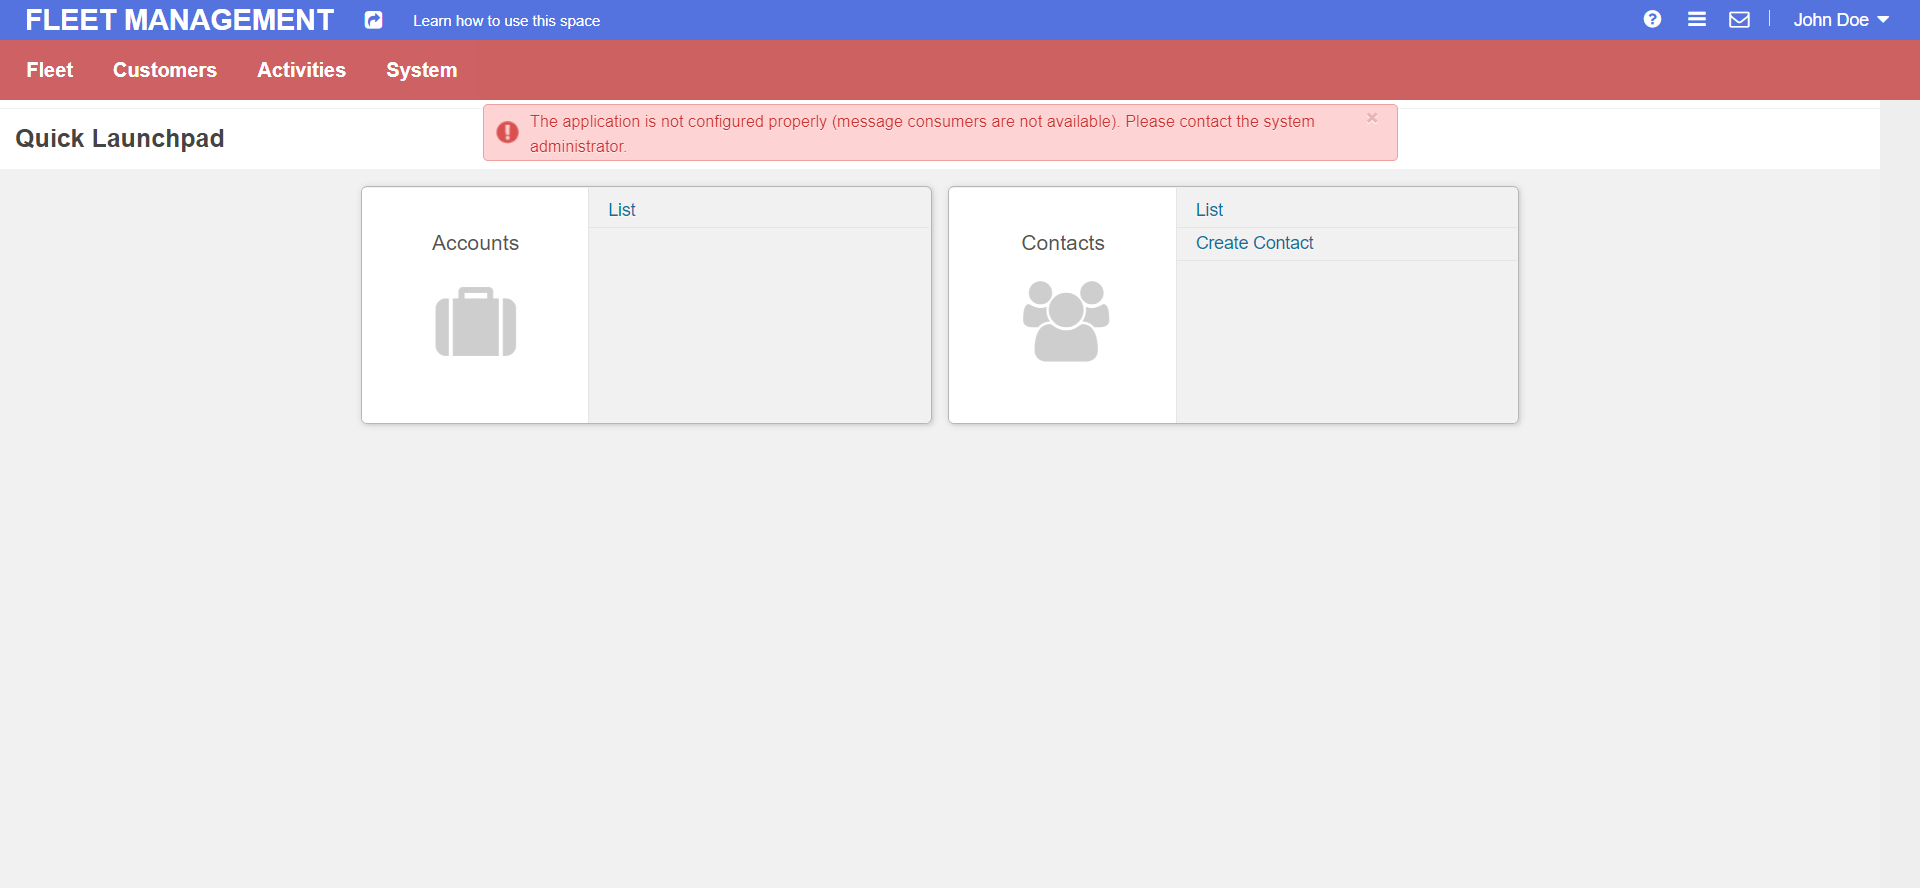 FLEET MANAGEMENT
Learn how to use this space
John Doe
Fleet
Customers
Activities
System
The application is not configured properly (message consumers are not available). Please contact the system
administrator.
×
Quick Launchpad
Accounts
List
Contacts
List
Create Contact